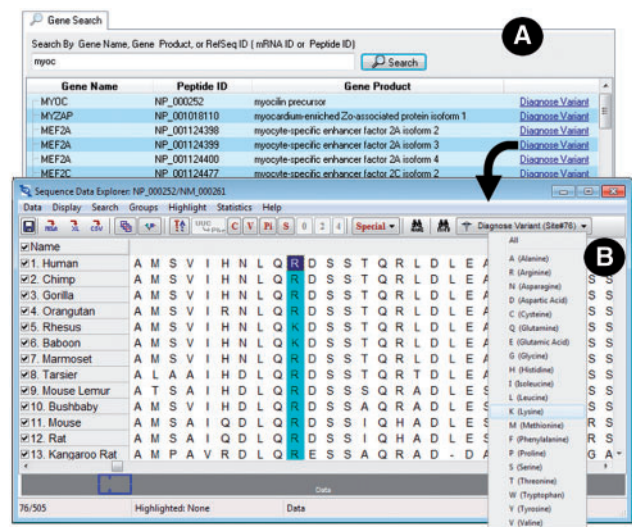 Gene Search
A
Search By Gene Name, Gene Product, or RefSeq ID ( mRNA ID or Peptide ID)
myoc Search
Gene Name Peptide ID Gene Product
MYOC NP_000252 myocilin precursor Diagnose Variant
MYZAP NP_001018110 myocardium-enriched Zo-associated protein isoform 1 Diagnose Variant
MEF2A NP_001124398 myocyte-specific enhancer factor 2A isoform 2 Diagnose Variant
MEF2A NP_001124399 myocyte-specific enhancer factor 2A isoform 3 Diagnose Variant
MEF2A NP_001124400 myocyte-specific enhancer factor 2A isoform 4 Diagnose Variant
MEF2C NP_001124477 myocyte-specific enhancer factor 2C isoform 2 Diagnose Variant
Sequence Data Explorer: NP_000252/NM_000261
Data Display Search Groups Highlight Statistics Help
XL CSV UUC C V Pi S 0 2 4 Special Diagnose Variant (Site#76)
B
Name
1. Human A M S V I H N L Q R D S S T Q R L D L E A
2. Chimp A M S V I H N L Q R D S S T Q R L D L E S S
3. Gorilla A M S V I H N L Q R D S S T Q R L D L E S S
4. Orangutan A M S V I R N L Q R D S S T Q R L D L E S S
5. Rhesus A M S V I H N L Q K D S S T Q R L D L E S S
6. Baboon A M S V I H N L Q K D S S T Q R L D L E S S
7. Marmoset A M S V I H N L Q R D S S T Q R L D L E S S
8. Tarsier A L A A I H D L Q R D S S T Q R T D L E S S
9. Mouse Lemur A T S A I H D L Q R D S S S Q R A D L E S S S
10. Bushbaby A M S V I H D L Q R D S S A Q R A D L E S S S
11. Mouse A M S A I Q D L Q R D S S I Q H A D L E S R S
12. Rat A M S A I Q D L Q R D S S I Q H A D L E S R S
13. Kangaroo Rat A M P A V R D L Q R E S S A Q R A D - D A G A
All
A (Alanine)
R (Arginine)
N (Asparagine)
D (Aspartic Acid)
C (Cysteine)
Q (Glutamine)
E (Glutamic Acid)
G (Glycine)
H (Histidine)
I (Isoleucine)
L (Leucine)
K (Lysine)
M (Methionine)
F (Phenylalanine)
P (Proline)
S (Serine)
T (Threonine)
W (Tryptophan)
Y (Tyrosine)
V (Valine)
Data
76/505 Highlighted: None Data